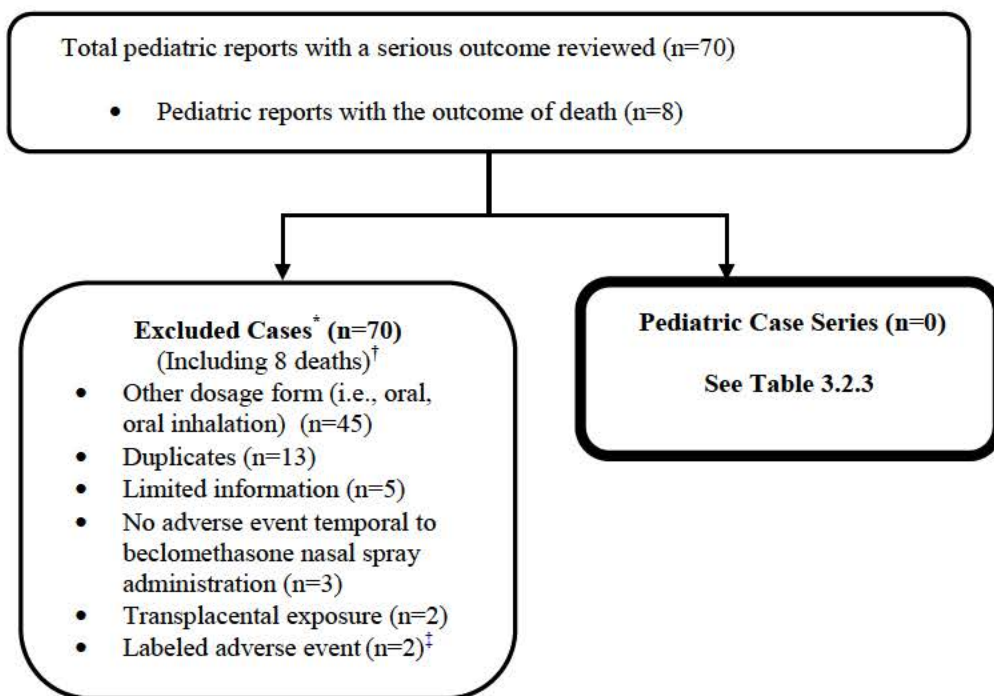 Total pediatric reports with a serious outcome reviewed (n=70)
• Pediatric reports with the outcome of death (n=8)
Excluded Cases* (n=70)
(Including 8 deaths)†
• Other dosage form (i.e., oral,
oral inhalation) (n=45)
• Duplicates (n=13)
• Limited information (n=5)
• No adverse event temporal to
beclomethasone nasal spray
administration (n=3)
• Transplacental exposure (n=2)
• Labeled adverse event (n=2)‡
Pediatric Case Series (n=0)
See Table 3.2.3